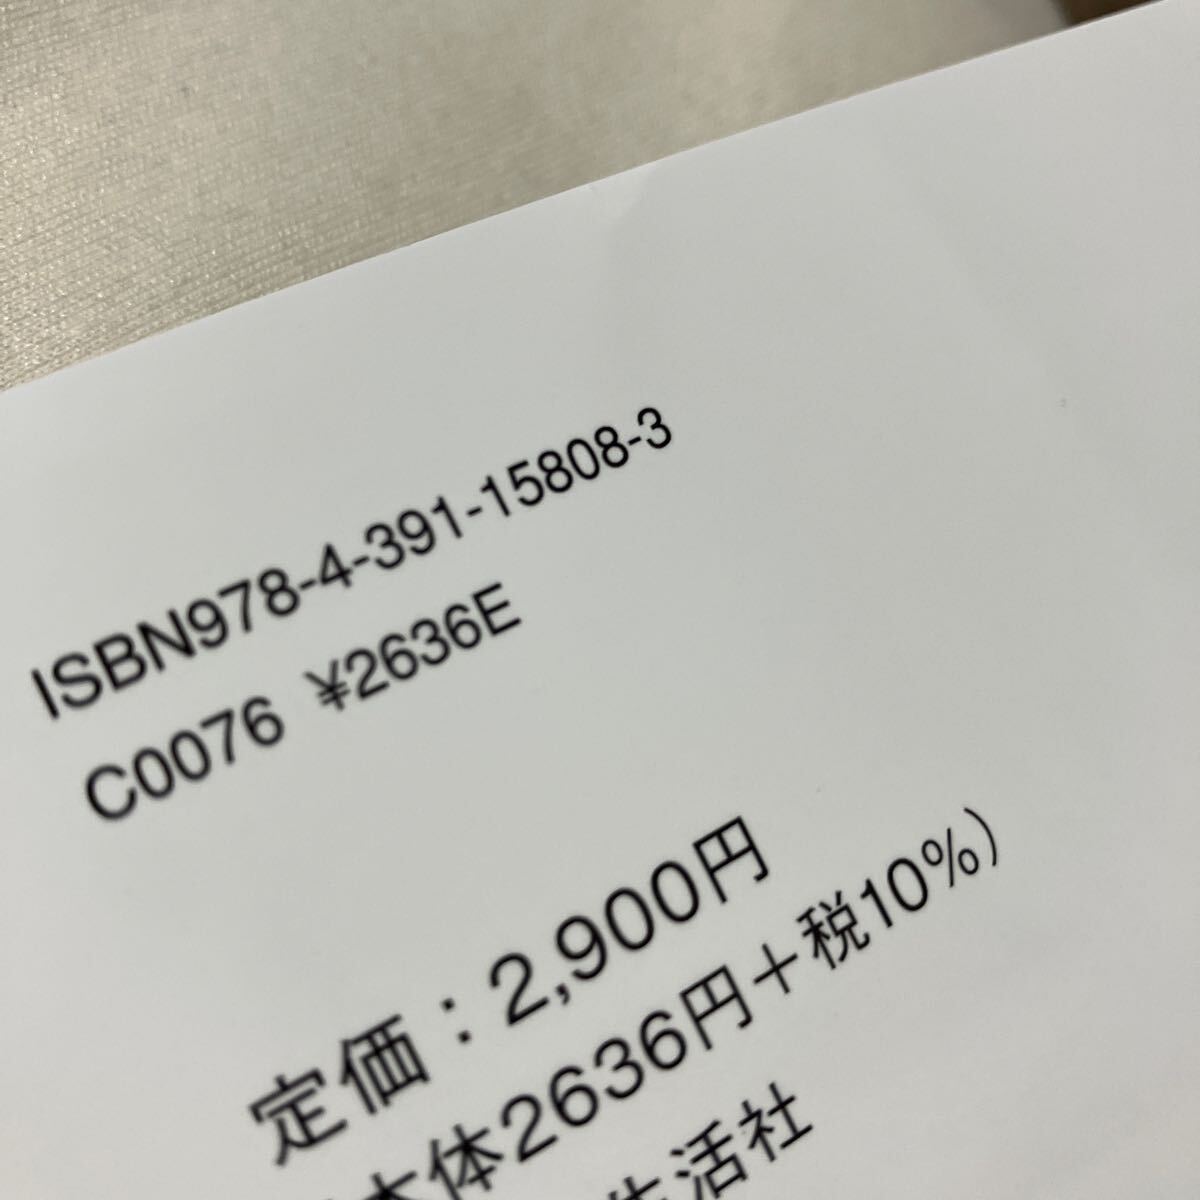 ISBN978-4-391-15808-3
C0076 ¥2636E
定価：2,900円
本体2636円＋税10%）
生活社